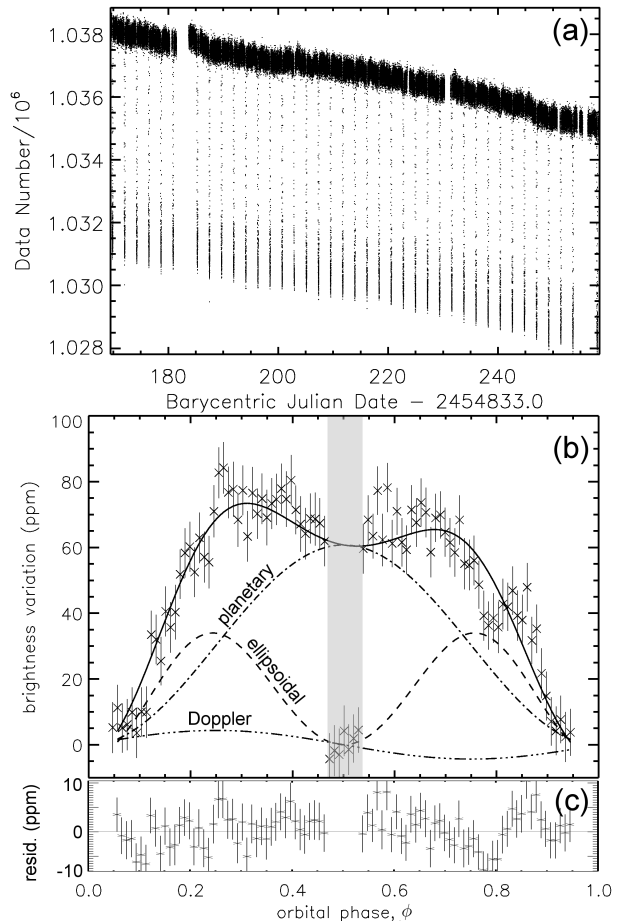 (a)
1.038
1.036
1.034
1.032
1.030
1.028
Data Number/10⁶
180 200 220 240
Barycentric Julian Date − 2454833.0
(b)
100
80
60
40
20
0
brightness variation (ppm)
planetary
ellipsoidal
Doppler
(c)
10
0
-10
resid. (ppm)
0.0 0.2 0.4 0.6 0.8 1.0
orbital phase, ϕ